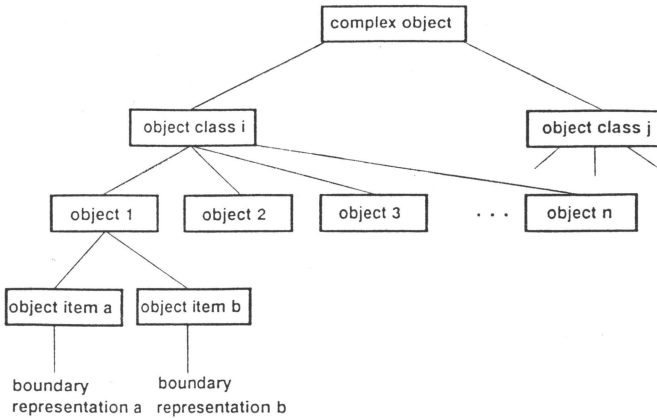 complex object
object class i
object class j
object 1
object 2
object 3
. . .
object n
object item a
object item b
boundary
representation a
boundary
representation b